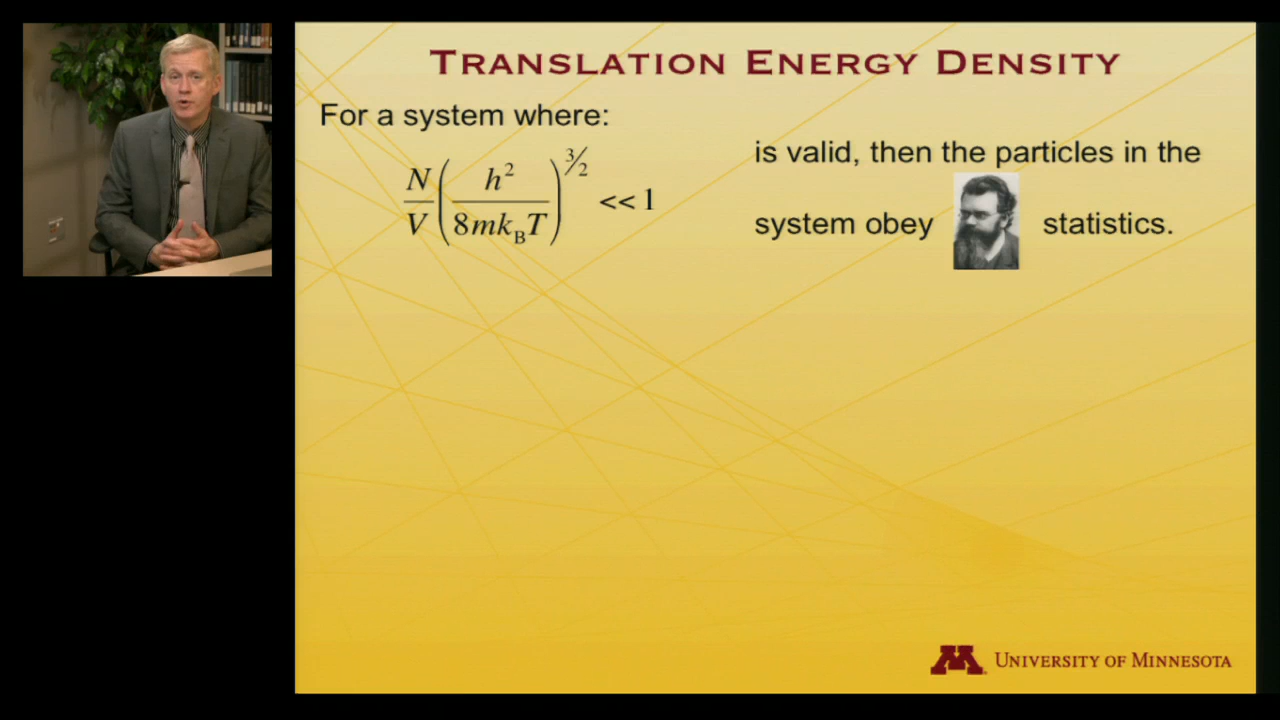 TRANSLATION ENERGY DENSITY
For a system where:
N/V (h²/8mk_BT)^3/2 << 1
is valid, then the particles in the
system obey statistics.
M UNIVERSITY OF MINNESOTA